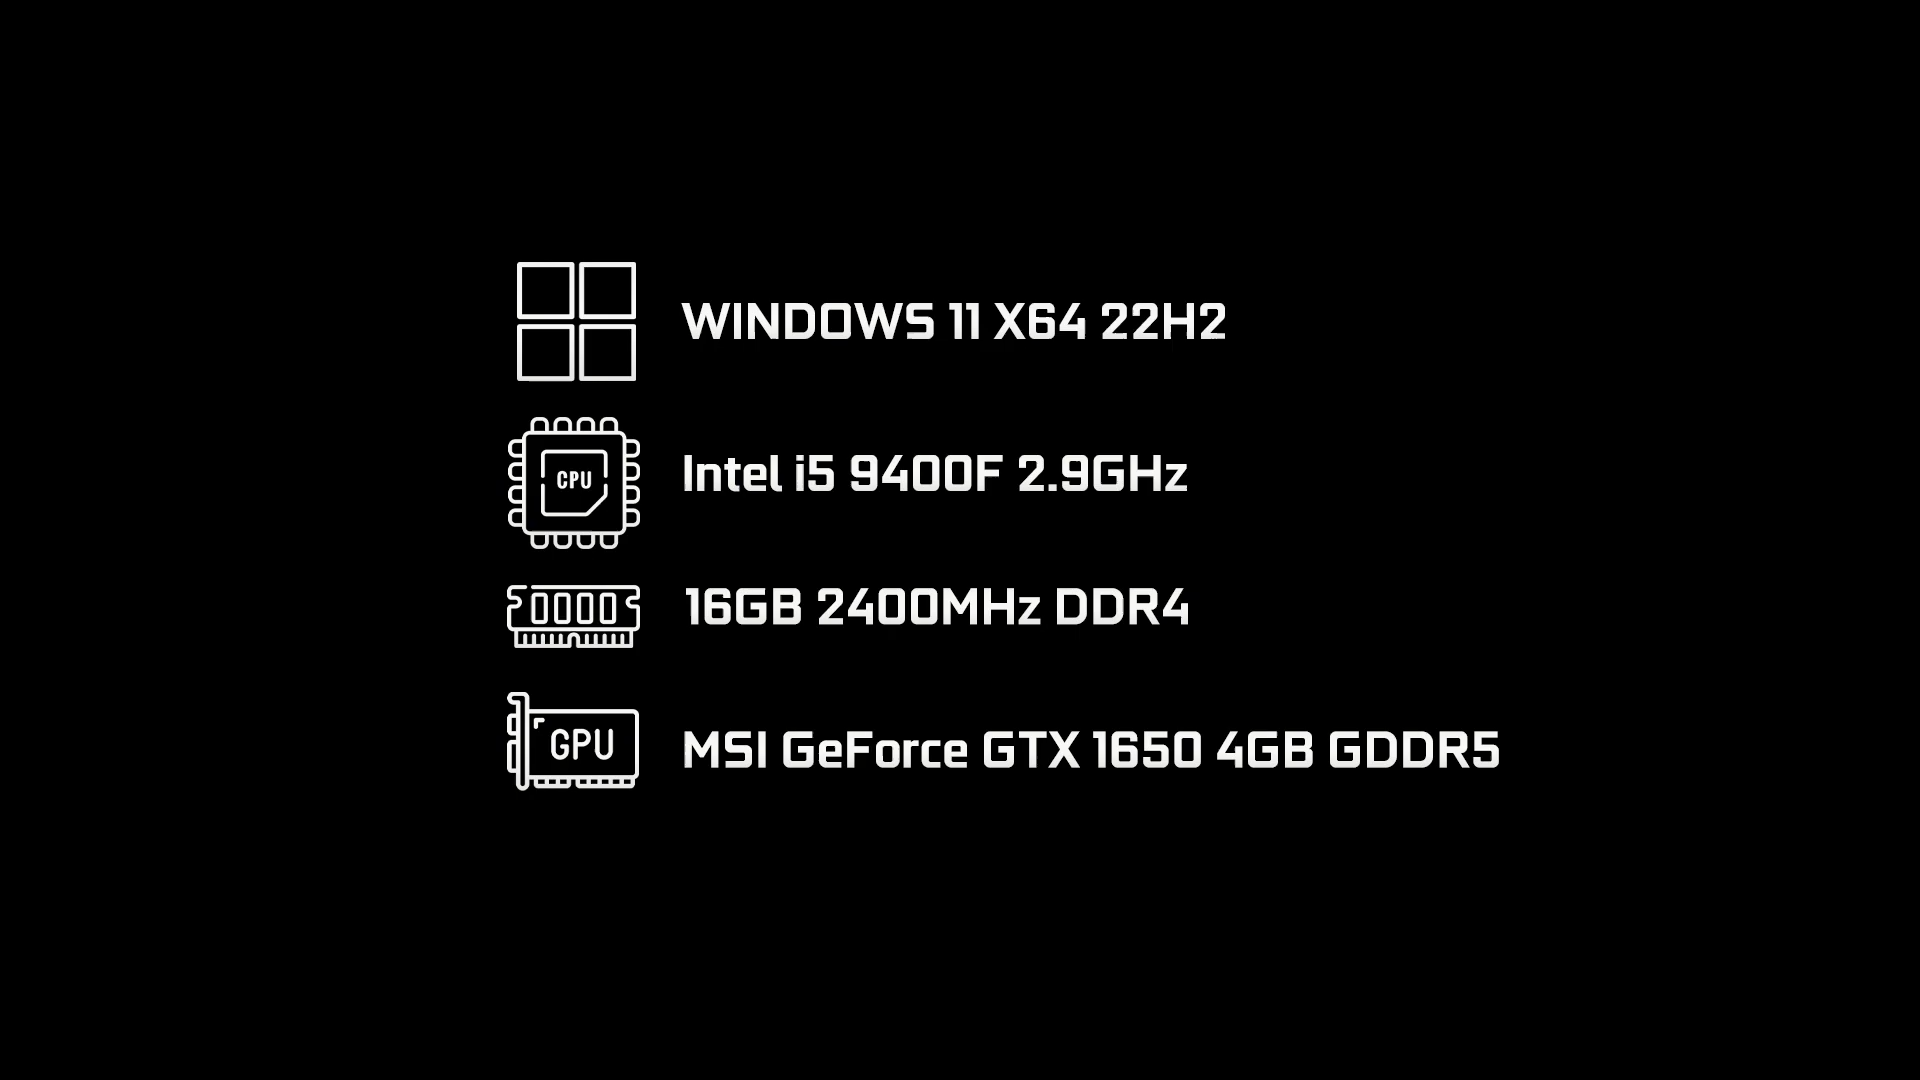 WINDOWS 11 X64 22H2
CPU
Intel i5 9400F 2.9GHz
16GB 2400MHz DDR4
GPU
MSI GeForce GTX 1650 4GB GDDR5